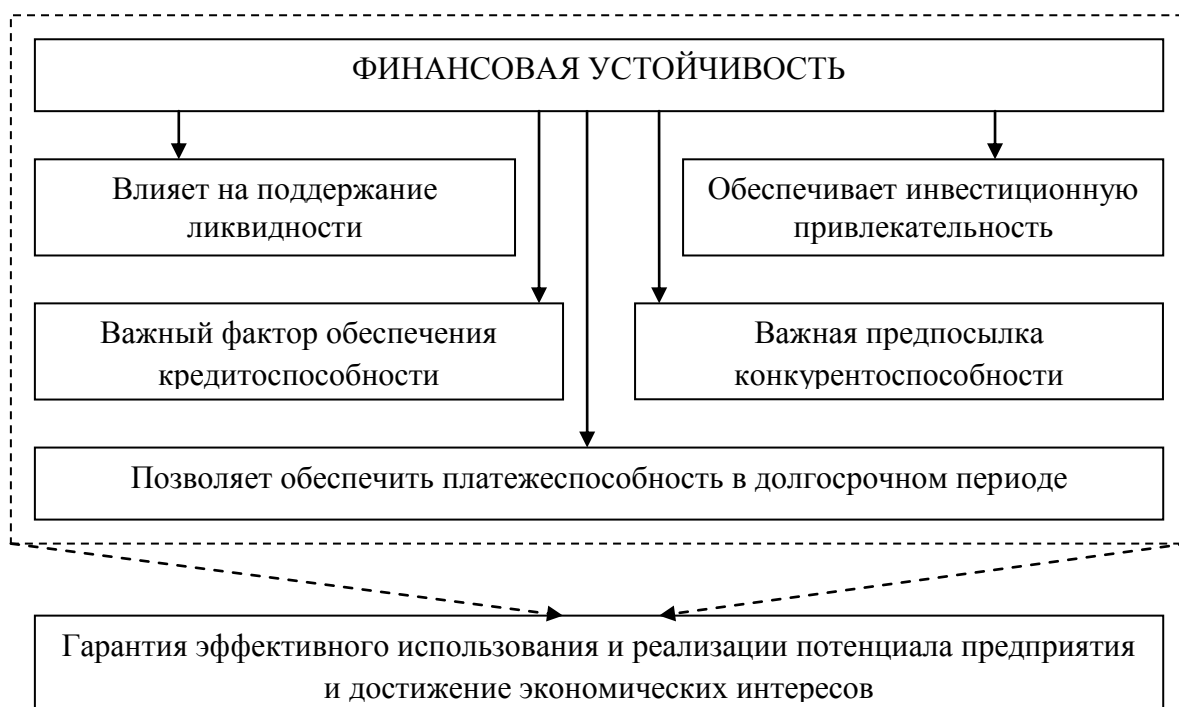 ФИНАНСОВАЯ УСТОЙЧИВОСТЬ
Влияет на поддержание
ликвидности
Обеспечивает инвестиционную
привлекательность
Важный фактор обеспечения
кредитоспособности
Важная предпосылка
конкурентоспособности
Позволяет обеспечить платежеспособность в долгосрочном периоде
Гарантия эффективного использования и реализации потенциала предприятия
и достижение экономических интересов